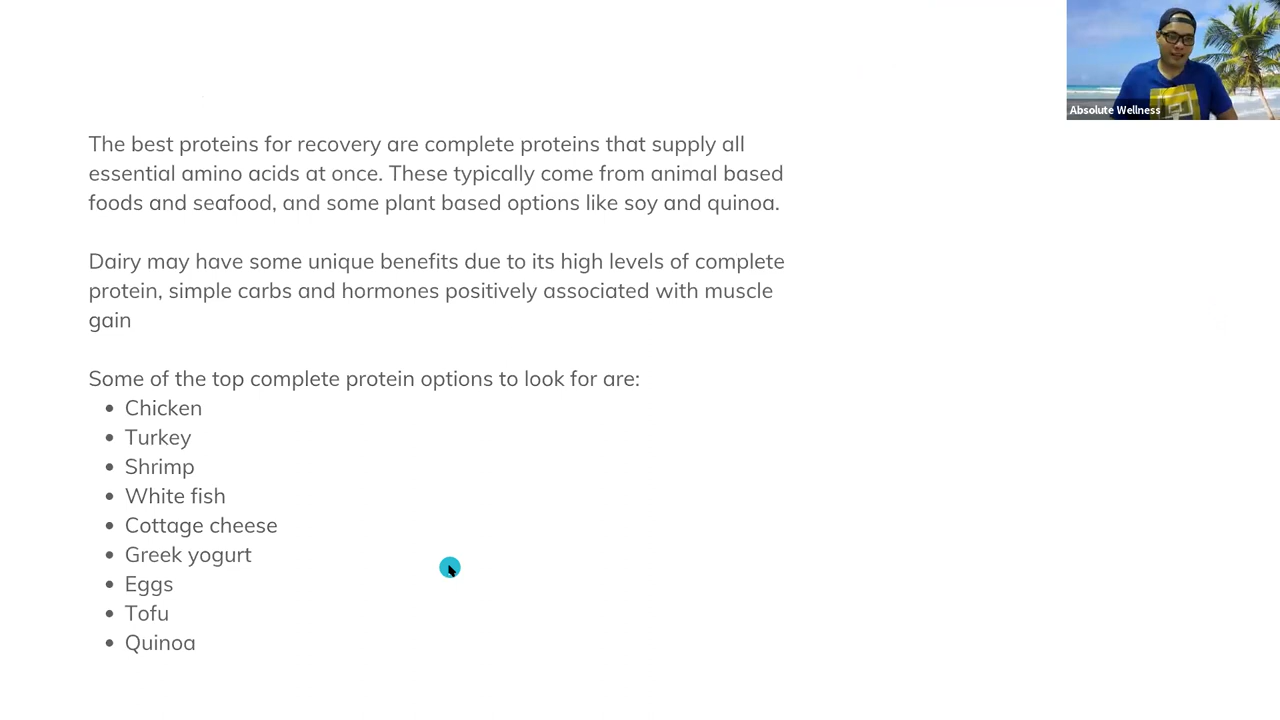 Absolute Wellness
The best proteins for recovery are complete proteins that supply all
essential amino acids at once. These typically come from animal based
foods and seafood, and some plant based options like soy and quinoa.
Dairy may have some unique benefits due to its high levels of complete
protein, simple carbs and hormones positively associated with muscle
gain
Some of the top complete protein options to look for are:
• Chicken
• Turkey
• Shrimp
• White fish
• Cottage cheese
• Greek yogurt
• Eggs
• Tofu
• Quinoa